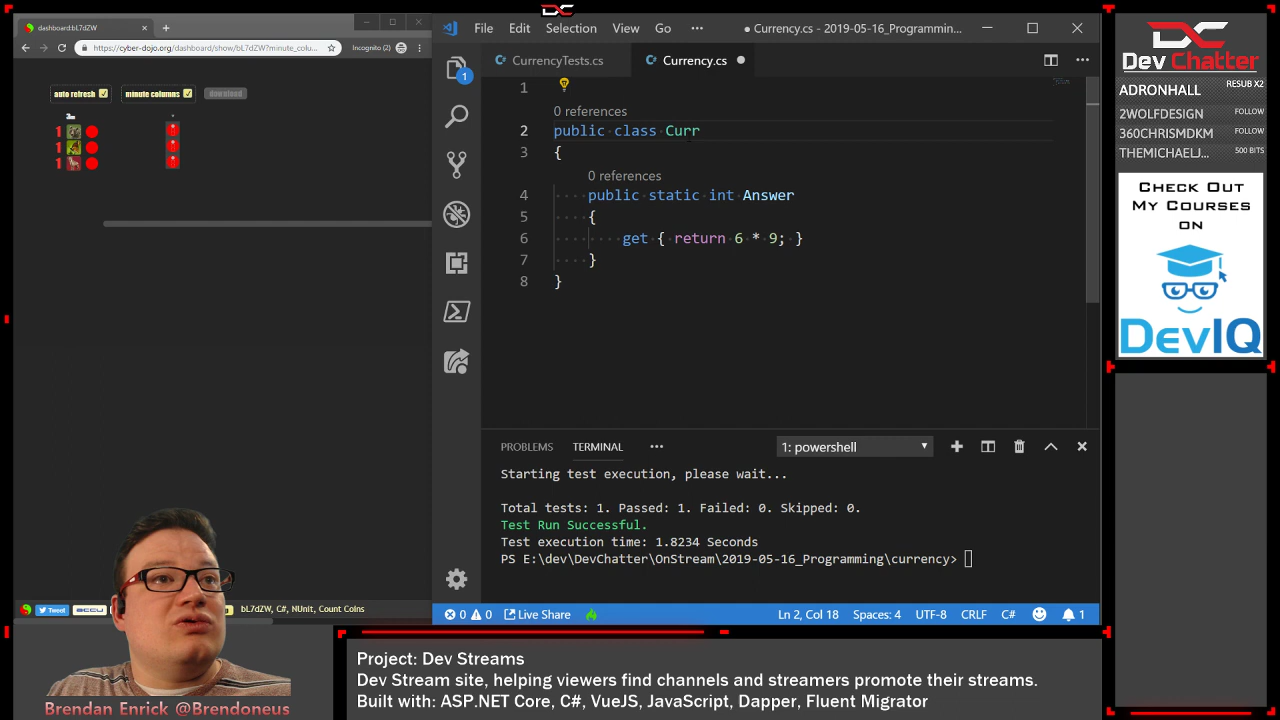 dashboard:bL7dZW
https://cyber-dojo.org/dashboard/show/bL7dZW?minute_colu...
Incognito (2)
auto refresh
minute columns
download
1
1
1
Tweet
accu
bL7dZW, C#, NUnit, Count Coins
File Edit Selection View Go ...
● Currency.cs - 2019-05-16_Programmin...
CurrencyTests.cs
Currency.cs
1
1
0 references
2 public class Curr
3 {
0 references
4 public static int Answer
5 {
6 get { return 6 * 9; }
7 }
8 }
PROBLEMS TERMINAL ...
1: powershell
Starting test execution, please wait...
Total tests: 1. Passed: 1. Failed: 0. Skipped: 0.
Test Run Successful.
Test execution time: 1.8234 Seconds
PS E:\dev\DevChatter\OnStream\2019-05-16_Programming\currency>
0 0 Live Share Ln 2, Col 18 Spaces: 4 UTF-8 CRLF C# 1
Dev Chatter
ADRONHALL RESUB X2
2WOLFDESIGN FOLLOW
360CHRISMDKM FOLLOW
THEMICHAELJ... 500 BITS
CHECK OUT
MY COURSES
ON
DevIQ
Brendan Enrick @Brendoneus
Project: Dev Streams
Dev Stream site, helping viewers find channels and streamers promote their streams.
Built with: ASP.NET Core, C#, VueJS, JavaScript, Dapper, Fluent Migrator